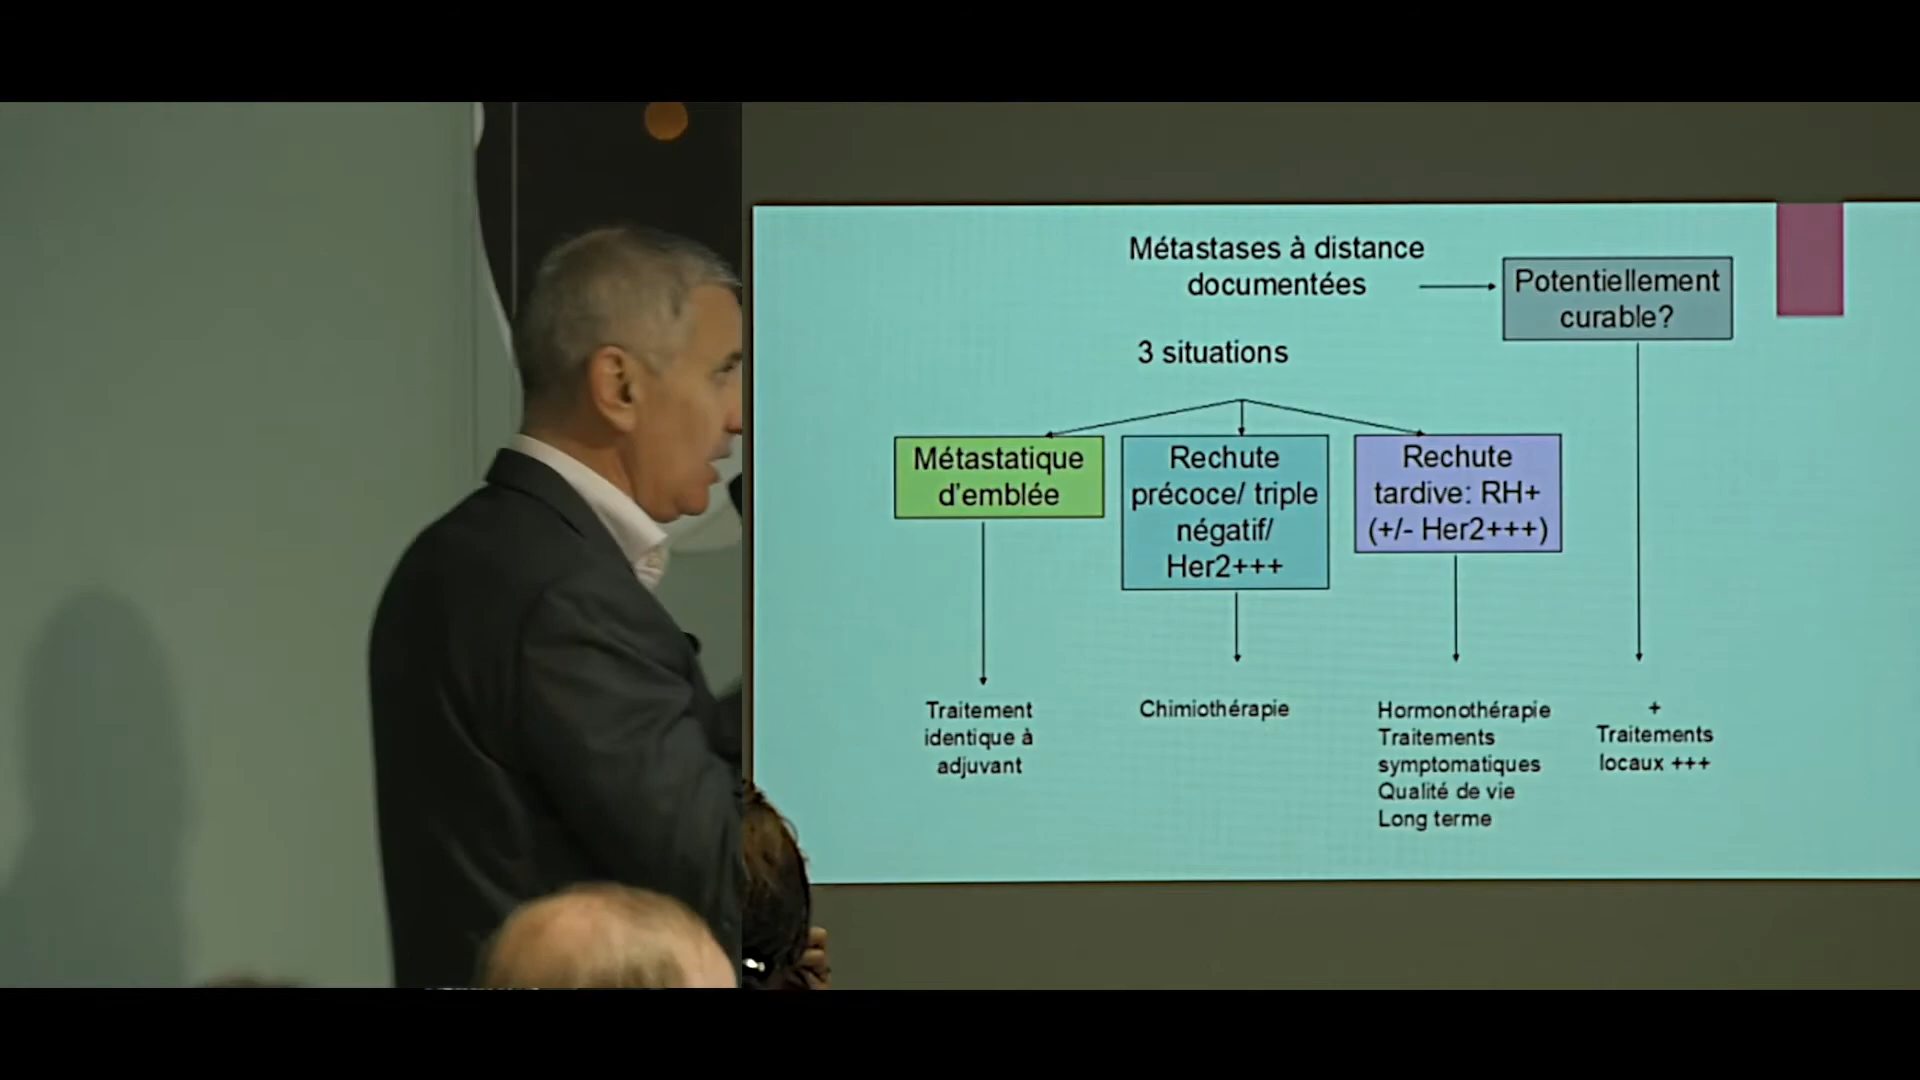 Métastases à distance
documentées
Potentiellement
curable?
3 situations
Métastatique
d'emblée
Rechute
précoce/ triple
négatif/
Her2+++
Rechute
tardive: RH+
(+/- Her2+++)
Traitement
identique à
adjuvant
Chimiothérapie
Hormonothérapie
Traitements
symptomatiques
Qualité de vie
Long terme
+
Traitements
locaux +++